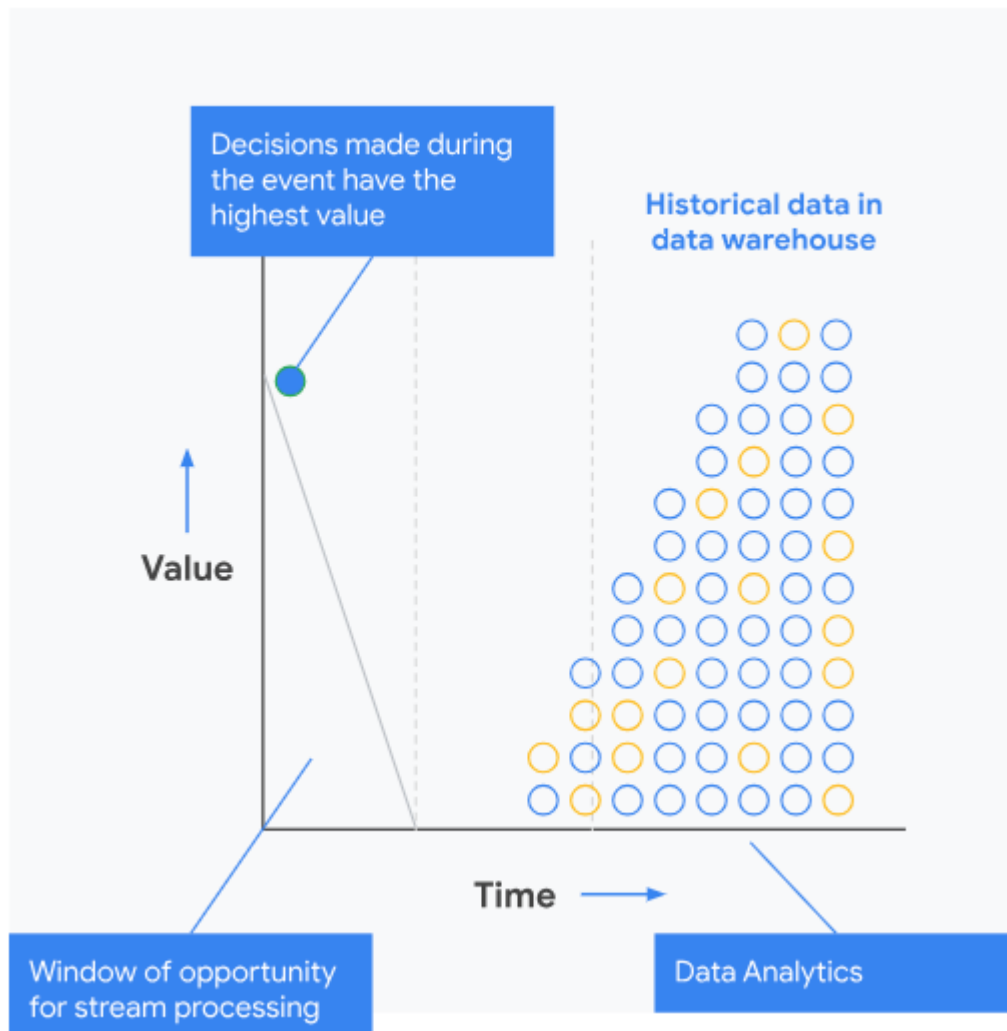 Decisions made during
the event have the
highest value
Historical data in
data warehouse
Value
Time
Window of opportunity
for stream processing
Data Analytics